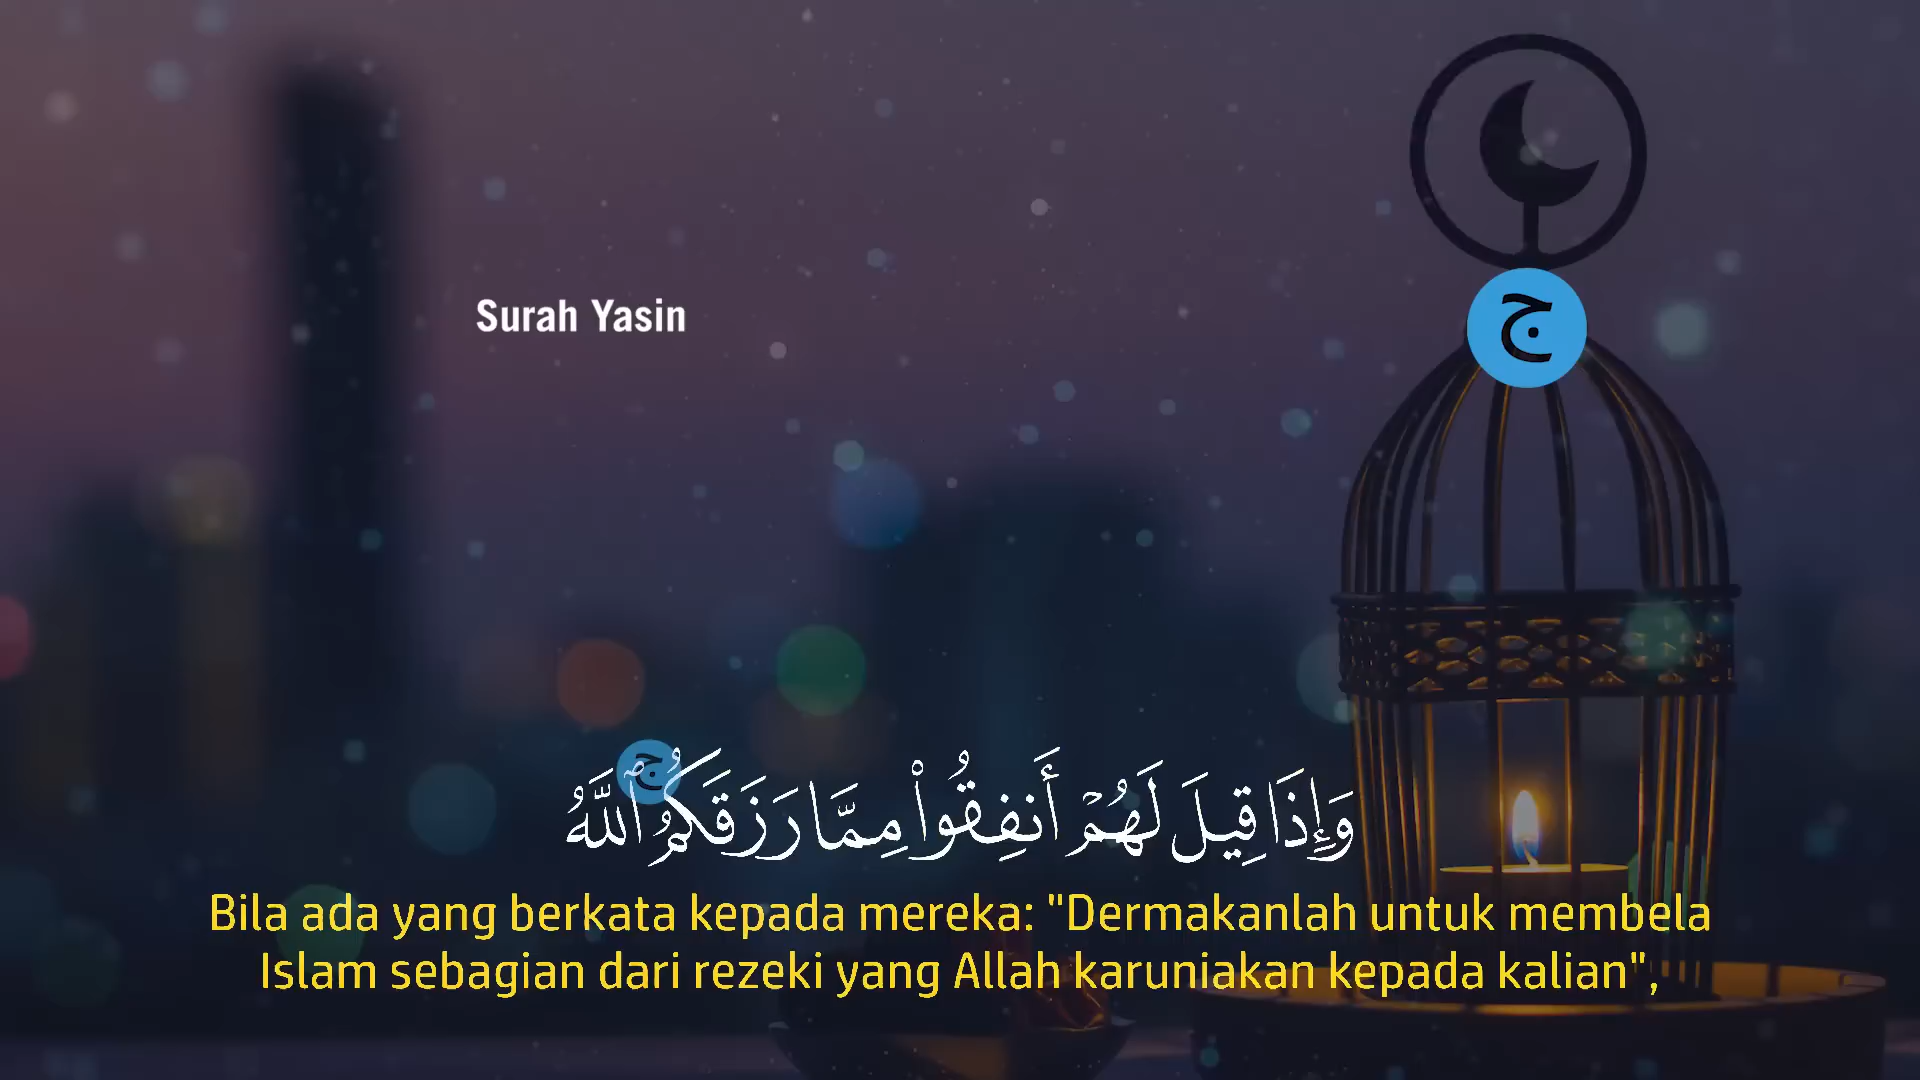 Surah Yasin
ج
ج
وَإِذَا قِيلَ لَهُمْ أَنفِقُوا۟ مِمَّا رَزَقَكُمُ ٱللَّهُ
Bila ada yang berkata kepada mereka: "Dermakanlah untuk membela
Islam sebagian dari rezeki yang Allah karuniakan kepada kalian",